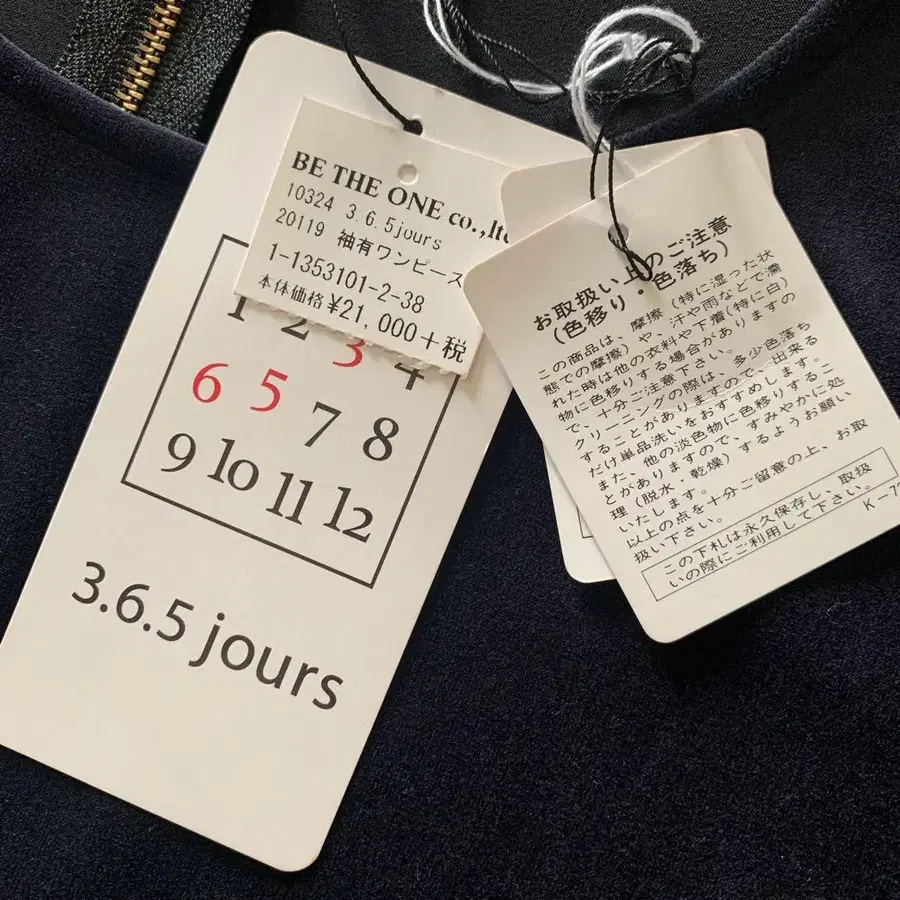 BE THE ONE co.,ltd
10324 3.6.5jours
20119 袖有ワンピース
1-1353101-2-38
本体価格¥21,000+税
1 2 3 4
6 5 7 8
9 10 11 12
3.6.5 jours
お取扱い上のご注意
(色移り・色落ち)
この商品は、摩擦(特に湿った状
態での摩擦)や、汗や雨などで濡
れた時は他の衣料や下着(特に白)
物に色移りする場合がありますの
で、十分ご注意下さい。
クリーニングの際は、多少色落ち
することがありますので、出来る
だけ単品洗いをおすすめします。
また、他の淡色物に色移りするこ
とがありますので、すみやかに処
理(脱水・乾燥)するようお願い
いたします。
以上の点を十分ご留意の上、お取
扱い下さい。
この下札は永久保存し、取扱
いの際にご利用して下さい。